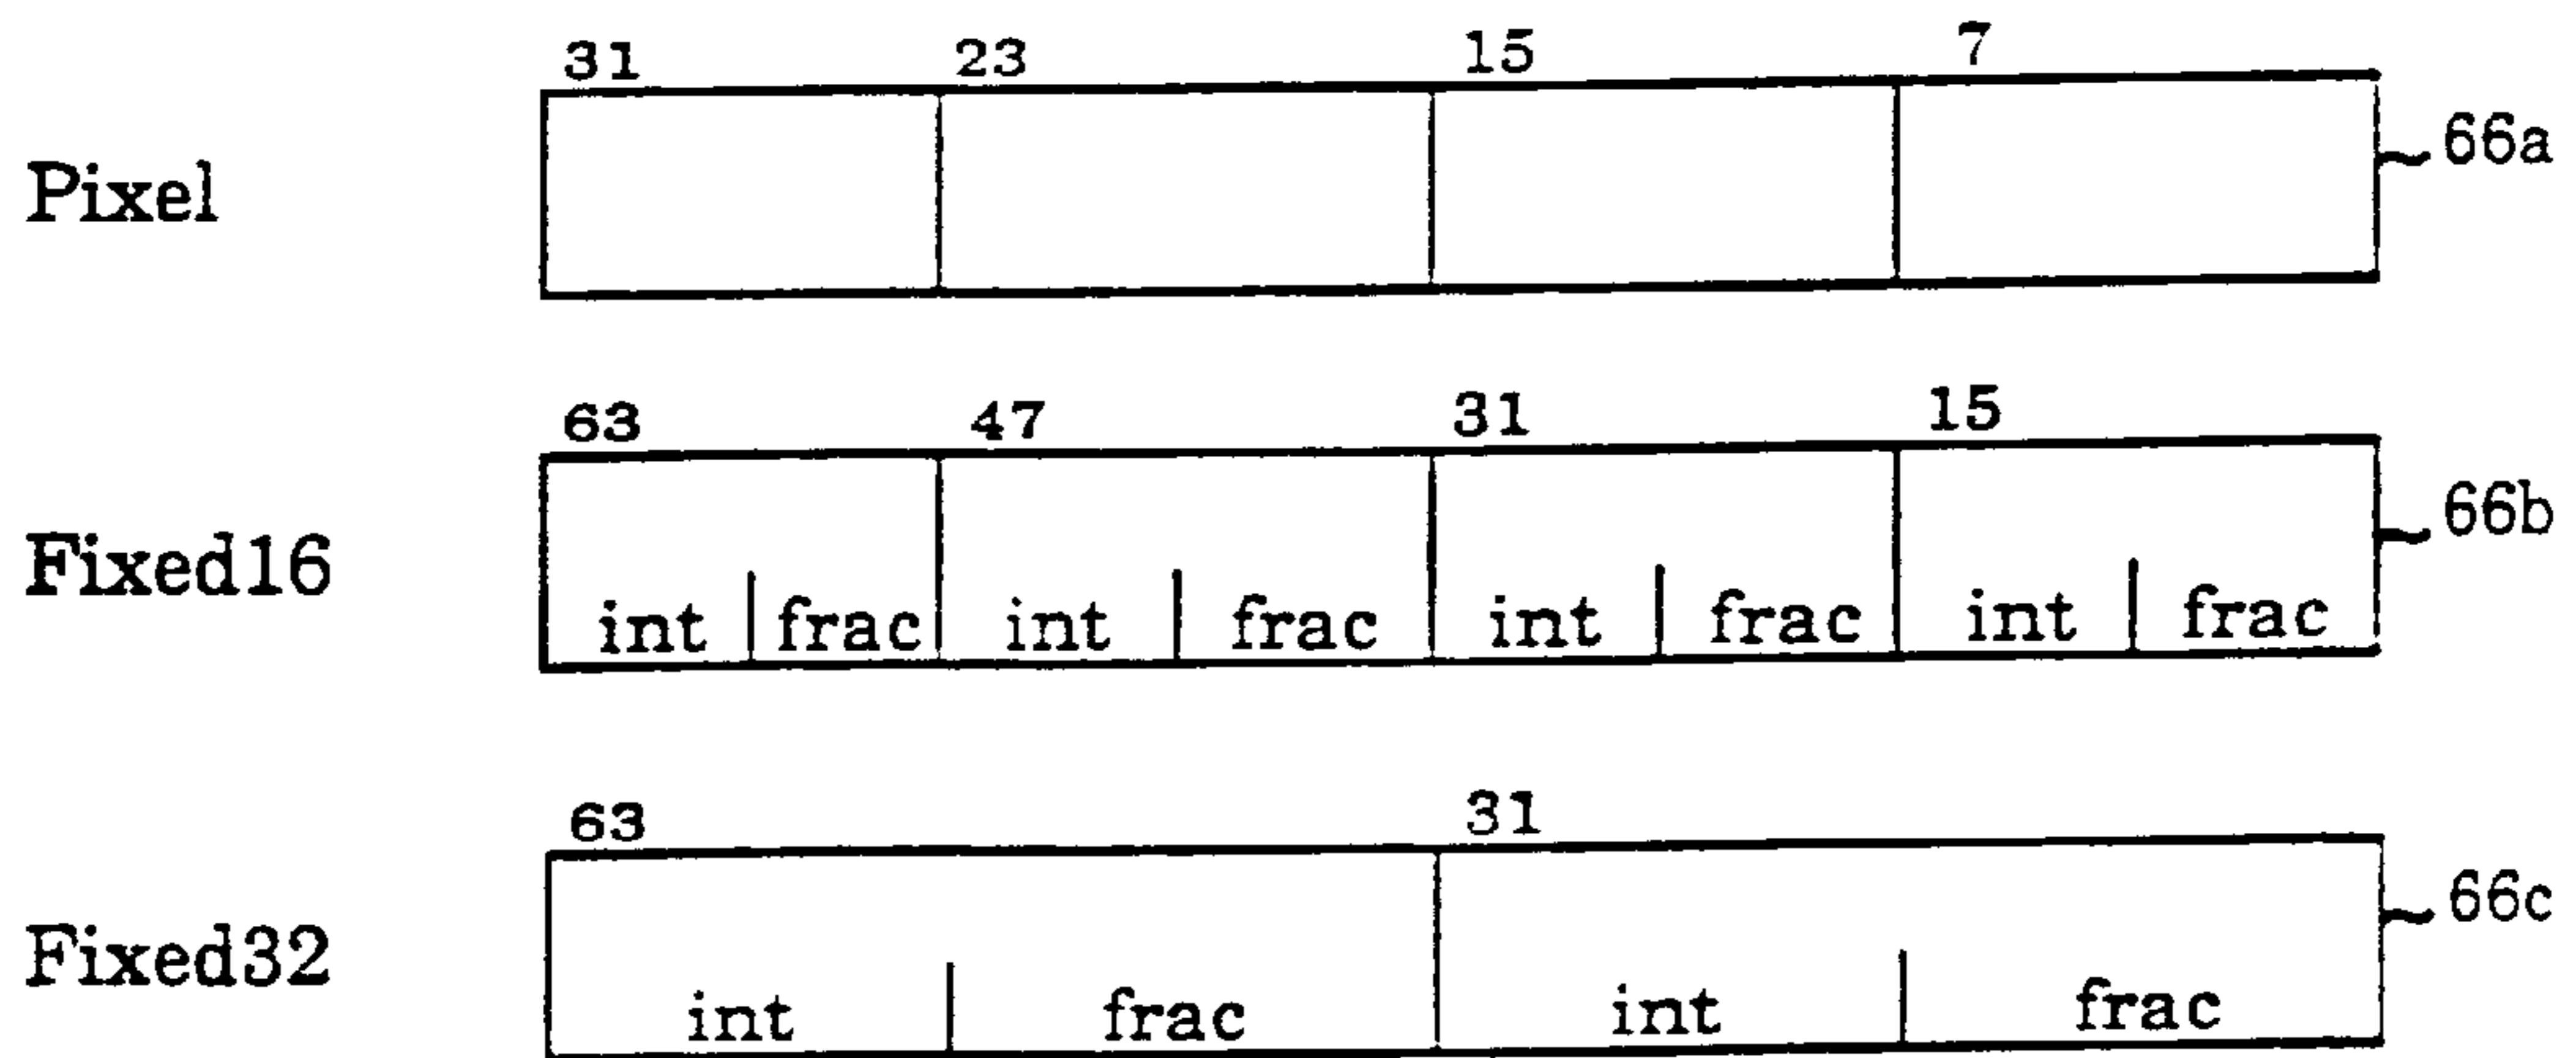 31 23 15 7
Pixel 66a
63 47 31 15
Fixed16 66b
int frac int frac int frac int frac
63 31
Fixed32 66c
int frac int frac